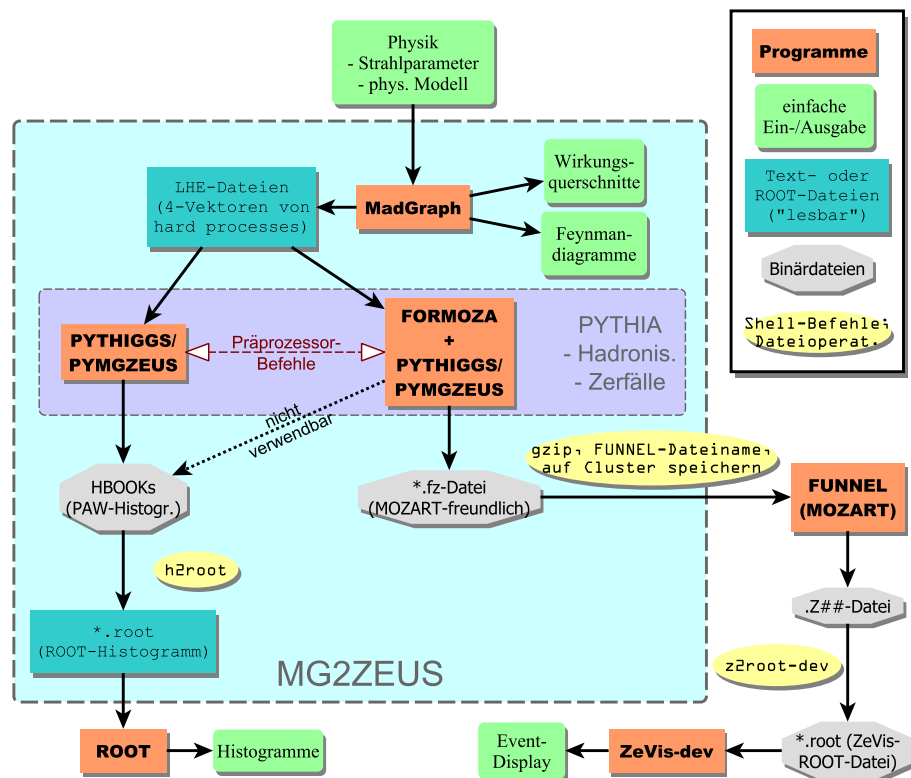 Physik
- Strahlparameter
- phys. Modell
Programme
einfache
Ein-/Ausgabe
Text- oder
ROOT-Dateien
("lesbar")
Binärdateien
Shell-Befehle;
Dateioperat.
Wirkungs-
querschnitte
LHE-Dateien
(4-Vektoren von
hard processes)
MadGraph
Feynman-
diagramme
PYTHIGGS/
PYMGZEUS
Präprozessor-
Befehle
FORMOZA
+
PYTHIGGS/
PYMGZEUS
PYTHIA
- Hadronis.
- Zerfälle
nicht
verwendbar
gzip, FUNNEL-Dateiname,
auf Cluster speichern
HBOOKs
(PAW-Histogr.)
*.fz-Datei
(MOZART-freundlich)
FUNNEL
(MOZART)
h2root
.Z##-Datei
*.root
(ROOT-Histogramm)
MG2ZEUS
z2root-dev
ROOT
Histogramme
Event-
Display
ZeVis-dev
*.root (ZeVis-
ROOT-Datei)